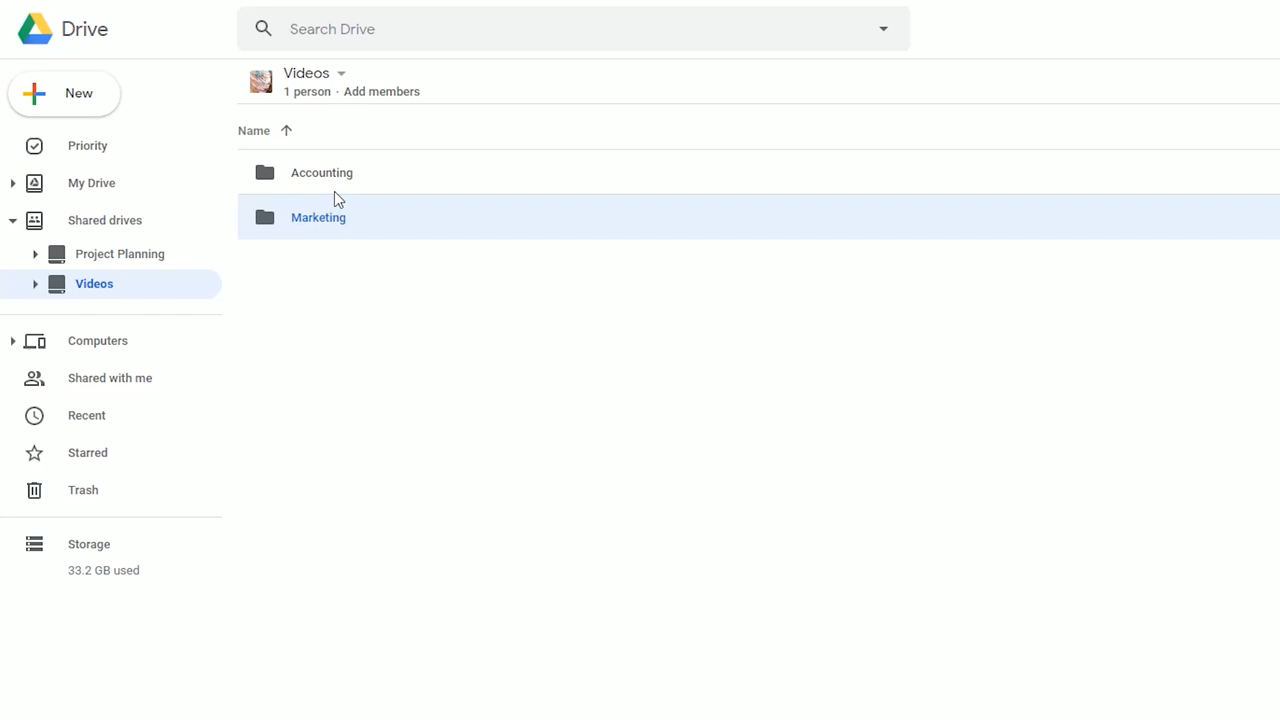 Drive
Search Drive
New
Priority
My Drive
Shared drives
Project Planning
Videos
Computers
Shared with me
Recent
Starred
Trash
Storage
33.2 GB used
Videos
1 person · Add members
Name
Accounting
Marketing